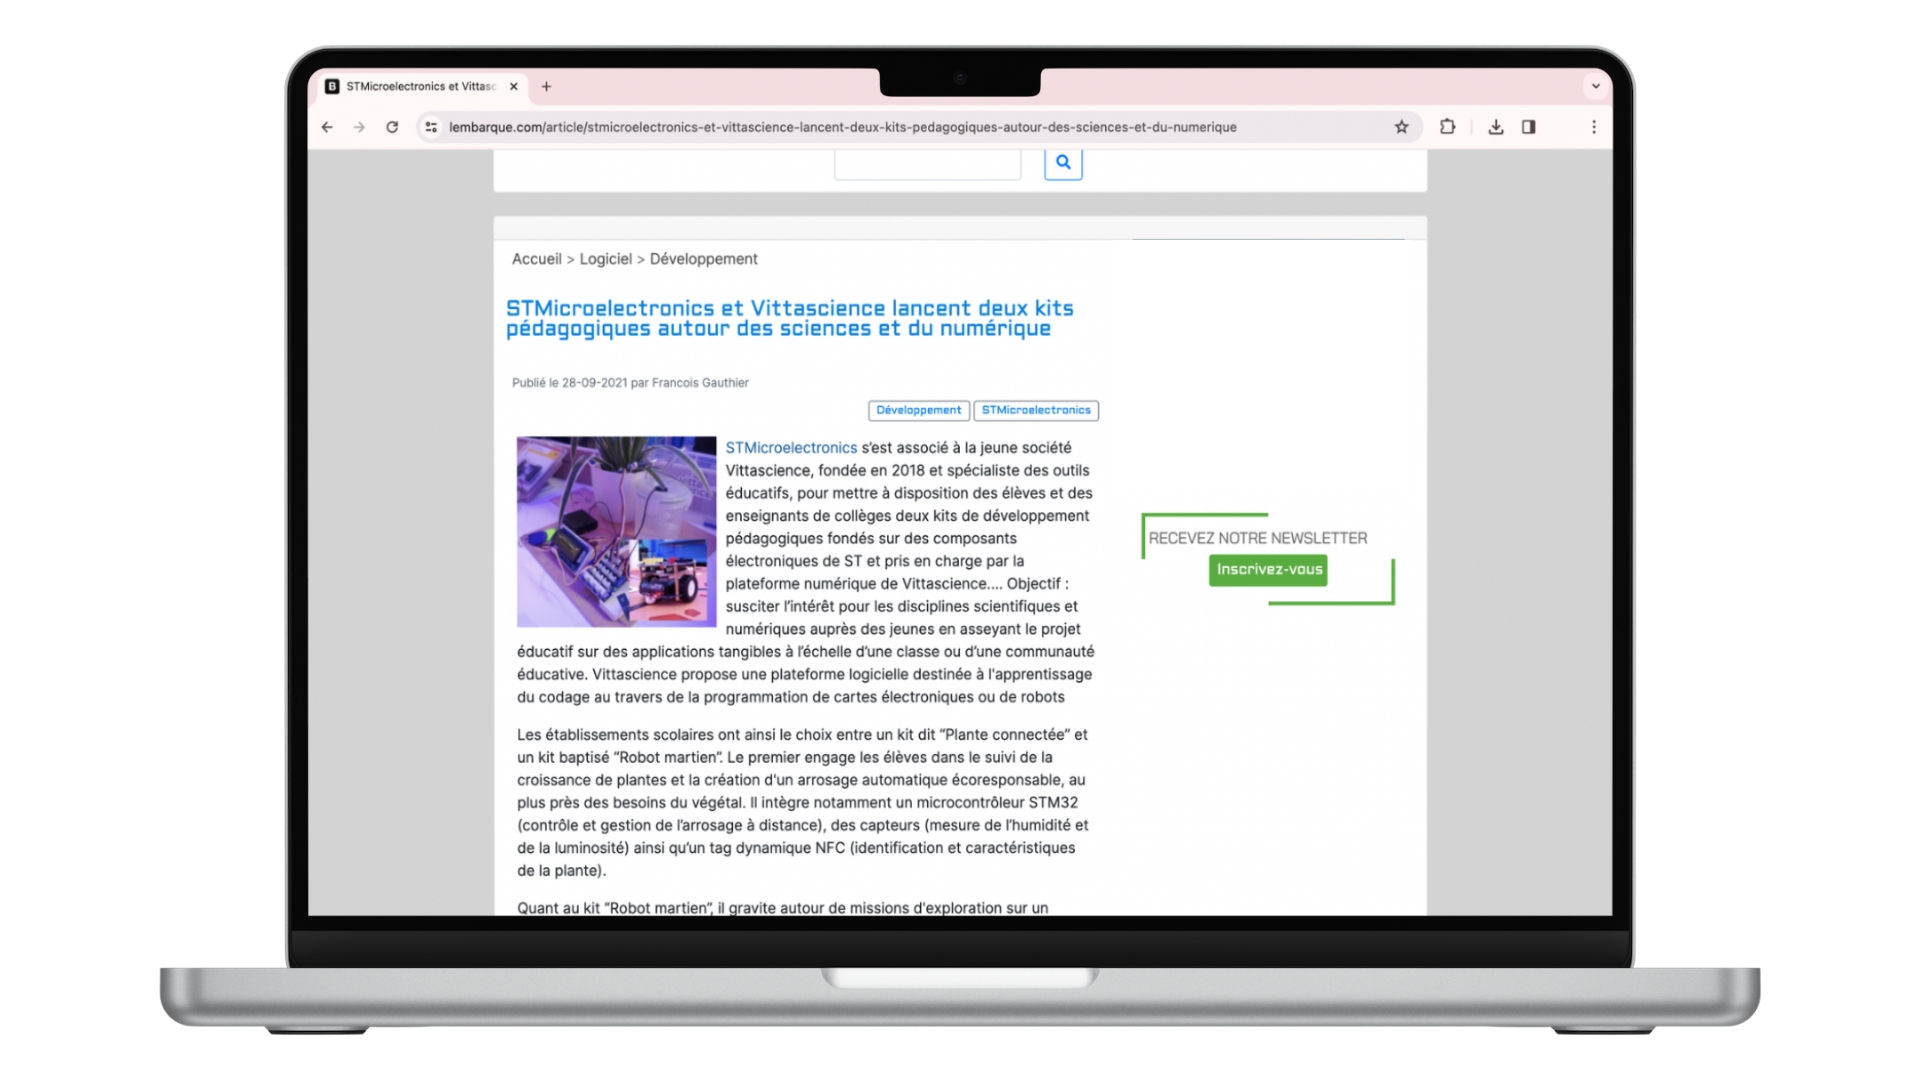 STMicroelectronics et Vittasc
lembarque.com/article/stmicroelectronics-et-vittascience-lancent-deux-kits-pedagogiques-autour-des-sciences-et-du-numerique
Accueil > Logiciel > Développement
STMicroelectronics et Vittascience lancent deux kits
pédagogiques autour des sciences et du numérique
Publié le 28-09-2021 par Francois Gauthier
Développement STMicroelectronics
STMicroelectronics s’est associé à la jeune société
Vittascience, fondée en 2018 et spécialiste des outils
éducatifs, pour mettre à disposition des élèves et des
enseignants de collèges deux kits de développement
pédagogiques fondés sur des composants
électroniques de ST et pris en charge par la
plateforme numérique de Vittascience.... Objectif :
susciter l’intérêt pour les disciplines scientifiques et
numériques auprès des jeunes en asseyant le projet
éducatif sur des applications tangibles à l’échelle d’une classe ou d’une communauté
éducative. Vittascience propose une plateforme logicielle destinée à l'apprentissage
du codage au travers de la programmation de cartes électroniques ou de robots
Les établissements scolaires ont ainsi le choix entre un kit dit “Plante connectée” et
un kit baptisé “Robot martien“. Le premier engage les élèves dans le suivi de la
croissance de plantes et la création d'un arrosage automatique écoresponsable, au
plus près des besoins du végétal. Il intègre notamment un microcontrôleur STM32
(contrôle et gestion de l’arrosage à distance), des capteurs (mesure de l’humidité et
de la luminosité) ainsi qu’un tag dynamique NFC (identification et caractéristiques
de la plante).
Quant au kit “Robot martien”, il gravite autour de missions d'exploration sur un
RECEVEZ NOTRE NEWSLETTER
Inscrivez-vous